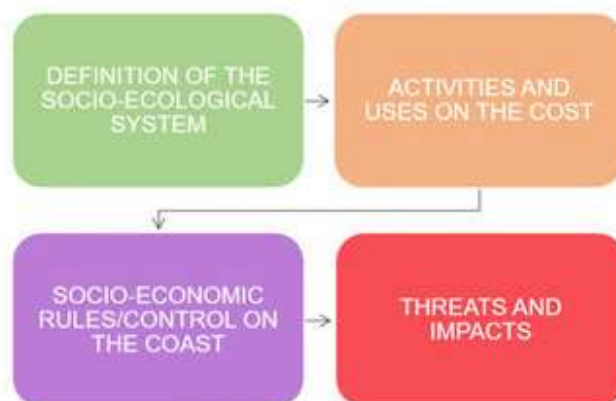 DEFINITION OF THE
SOCIO-ECOLOGICAL
SYSTEM
ACTIVITIES AND
USES ON THE COST
SOCIO-ECONOMIC
RULES/CONTROL ON
THE COAST
THREATS AND
IMPACTS